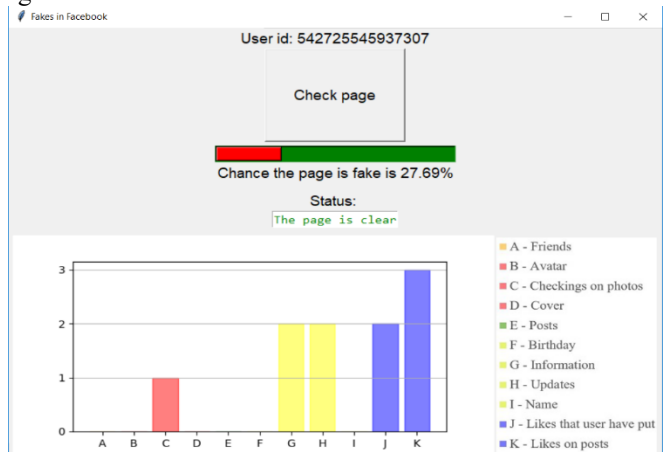 Fakes in Facebook
User id: 542725545937307
Check page
Chance the page is fake is 27.69%
Status:
The page is clear
3
2
1
0
A B C D E F G H I J K
A - Friends
B - Avatar
C - Checkings on photos
D - Cover
E - Posts
F - Birthday
G - Information
H - Updates
I - Name
J - Likes that user have put
K - Likes on posts